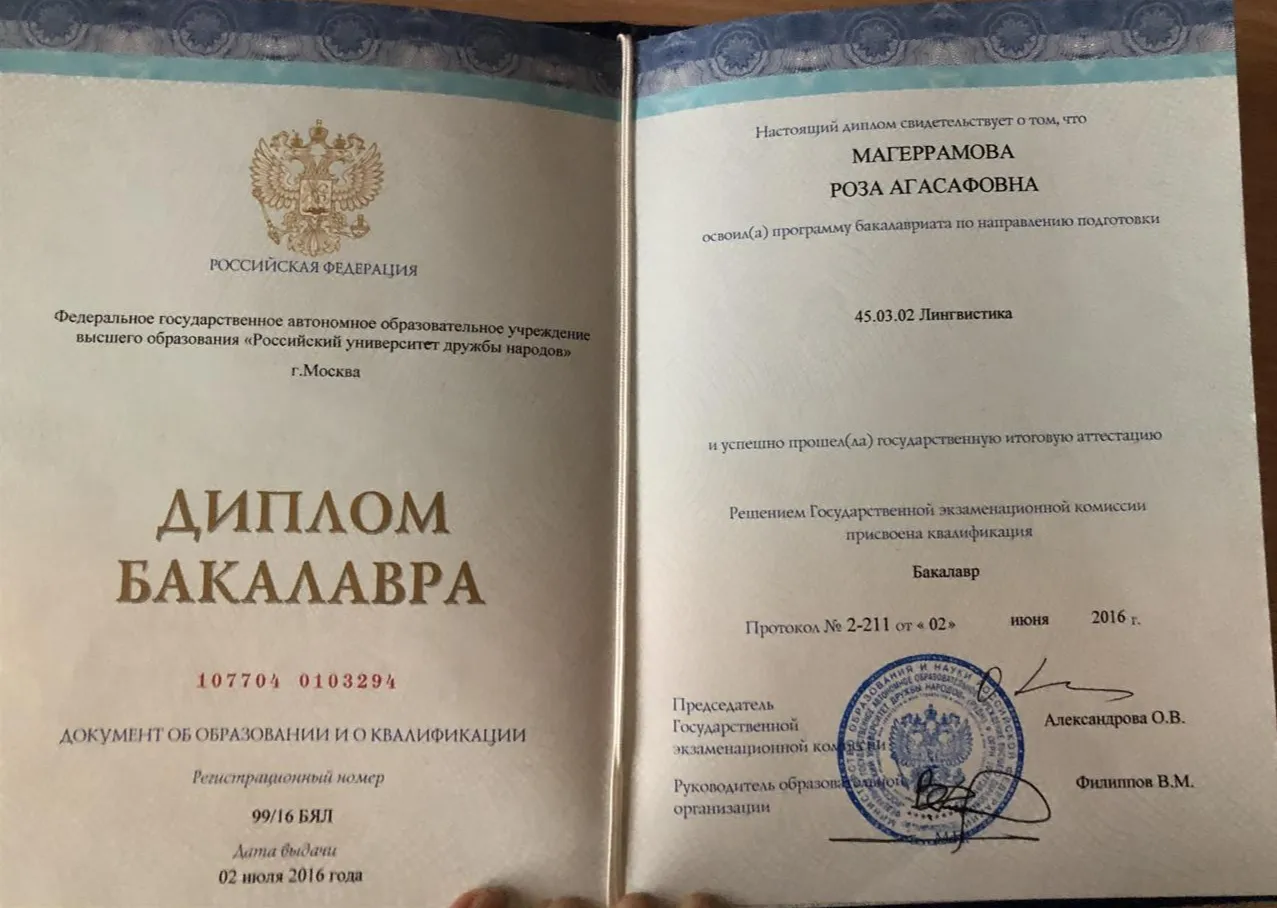 РОССИЙСКАЯ ФЕДЕРАЦИЯ
Федеральное государственное автономное образовательное учреждение
высшего образования «Российский университет дружбы народов»
г.Москва
ДИПЛОМ
БАКАЛАВРА
107704 0103294
ДОКУМЕНТ ОБ ОБРАЗОВАНИИ И О КВАЛИФИКАЦИИ
Регистрационный номер
99/16 БЯЛ
Дата выдачи
02 июля 2016 года
Настоящий диплом свидетельствует о том, что
МАГЕРРАМОВА
РОЗА АГАСАФОВНА
освоил(а) программу бакалавриата по направлению подготовки
45.03.02 Лингвистика
и успешно прошел(ла) государственную итоговую аттестацию
Решением Государственной экзаменационной комиссии
присвоена квалификация
Бакалавр
Протокол № 2-211 от « 02» июня 2016 г.
Председатель
Государственной
экзаменационной комиссии
Александрова О.В.
Руководитель образовательной
организации
Филиппов В.М.
М.П.